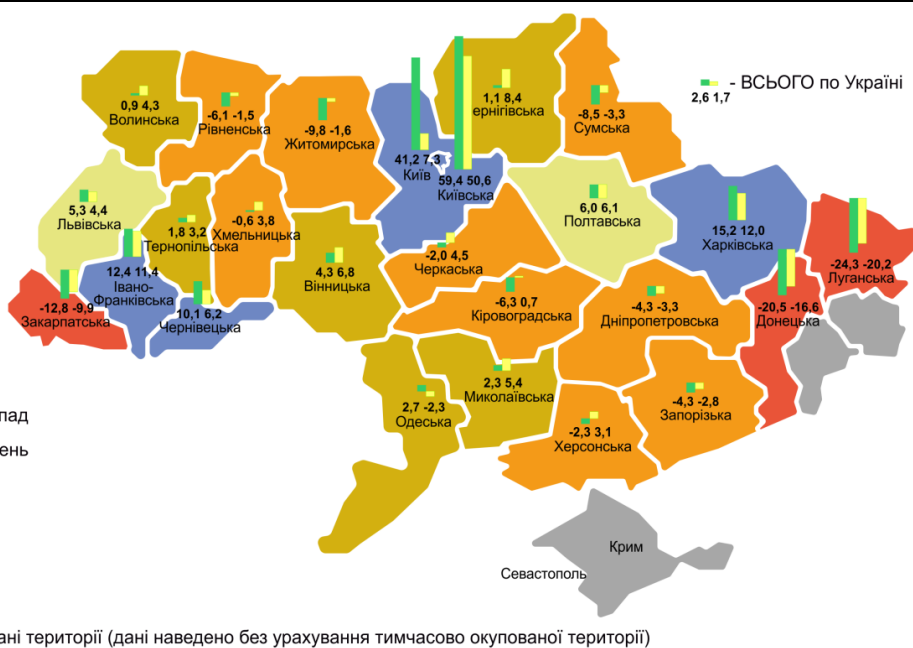 - ВСЬОГО по Україні
2,6 1,7
0,9 4,3
Волинська
-6,1 -1,5
Рівненська
-9,8 -1,6
Житомирська
41,2 7,3
Київ
59,4 50,6
Київська
1,1 8,4
ернігівська
-8,5 -3,3
Сумська
5,3 4,4
Львівська
1,8 3,2
Тернопільська
-0,6 3,8
Хмельницька
6,0 6,1
Полтавська
15,2 12,0
Харківська
-24,3 -20,2
Луганська
-12,8 -9,9
Закарпатська
12,4 11,4
Івано-
Франківська
10,1 6,2
Чернівецька
4,3 6,8
Вінницька
-2,0 4,5
Черкаська
-6,3 0,7
Кіровоградська
-4,3 -3,3
Дніпропетровська
-20,5 -16,6
Донецька
2,7 -2,3
Одеська
2,3 5,4
Миколаївська
-2,3 3,1
Херсонська
-4,3 -2,8
Запорізька
пад
ень
Крим
Севастополь
ані території (дані наведено без урахування тимчасово окупованої території)